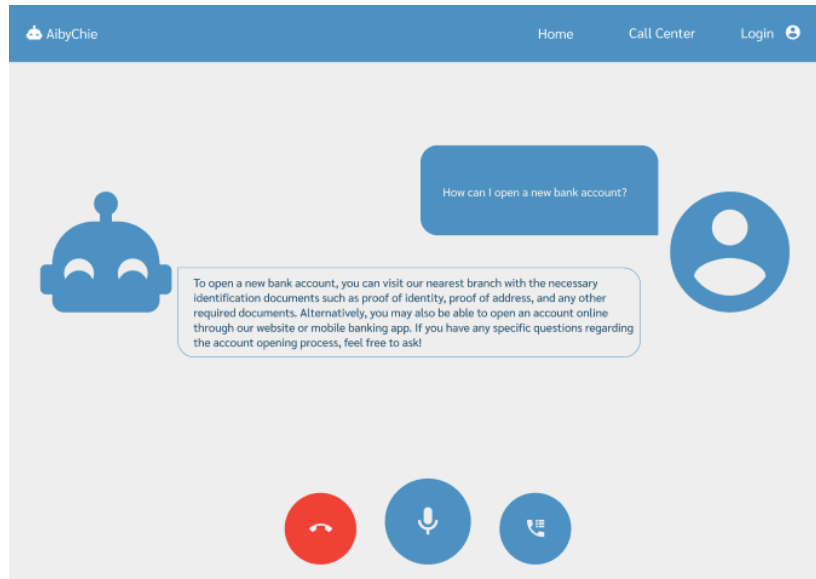 AibyChie
Home
Call Center
Login
How can I open a new bank account?
To open a new bank account, you can visit our nearest branch with the necessary
identification documents such as proof of identity, proof of address, and any other
required documents. Alternatively, you may also be able to open an account online
through our website or mobile banking app. If you have any specific questions regarding
the account opening process, feel free to ask!